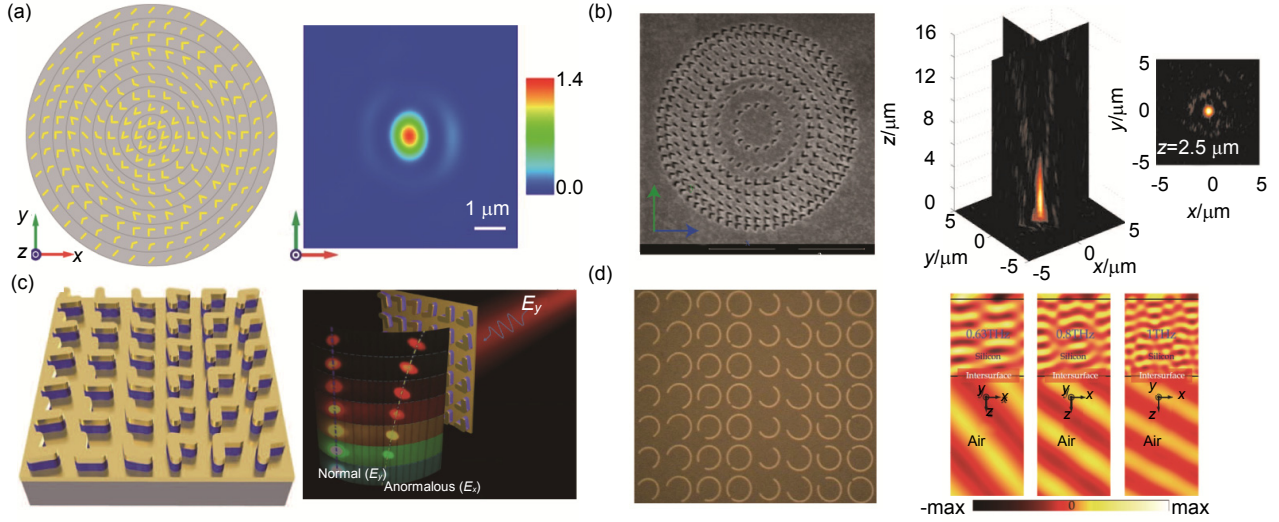 (a)
1.4
0.0
1 μm
y
z
x
(b)
16
12
8
4
0
z/μm
5
0
-5
y/μm
-5
0
5
x/μm
5
0
-5
y/μm
z=2.5 μm
-5
0
5
x/μm
(c)
Ey
Normal (Ey)
Anormalous (Ex)
(d)
0.63THz
Silicon
Intersurface
y
x
z
Air
0.8THz
Silicon
Intersurface
y
x
z
Air
1THz
Silicon
Intersurface
y
x
z
Air
-max
0
max